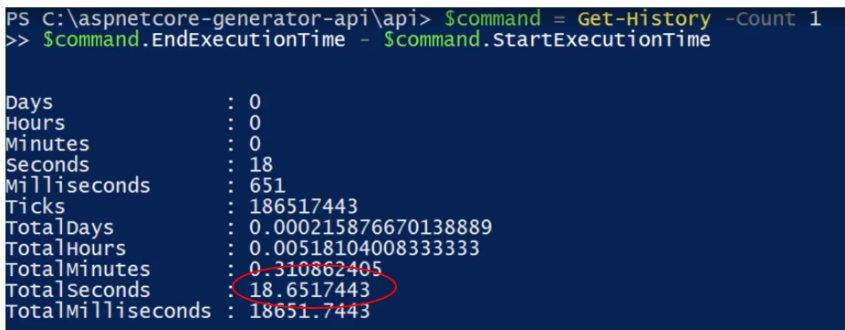 PS C:\aspnetcore-generator-api\api> $command = Get-History -Count 1
>> $command.EndExecutionTime - $command.StartExecutionTime
Days : 0
Hours : 0
Minutes : 0
Seconds : 18
Milliseconds : 651
Ticks : 186517443
TotalDays : 0.000215876670138889
TotalHours : 0.00518104008333333
TotalMinutes : 0.310862405
TotalSeconds : 18.6517443
TotalMilliseconds : 18651.7443